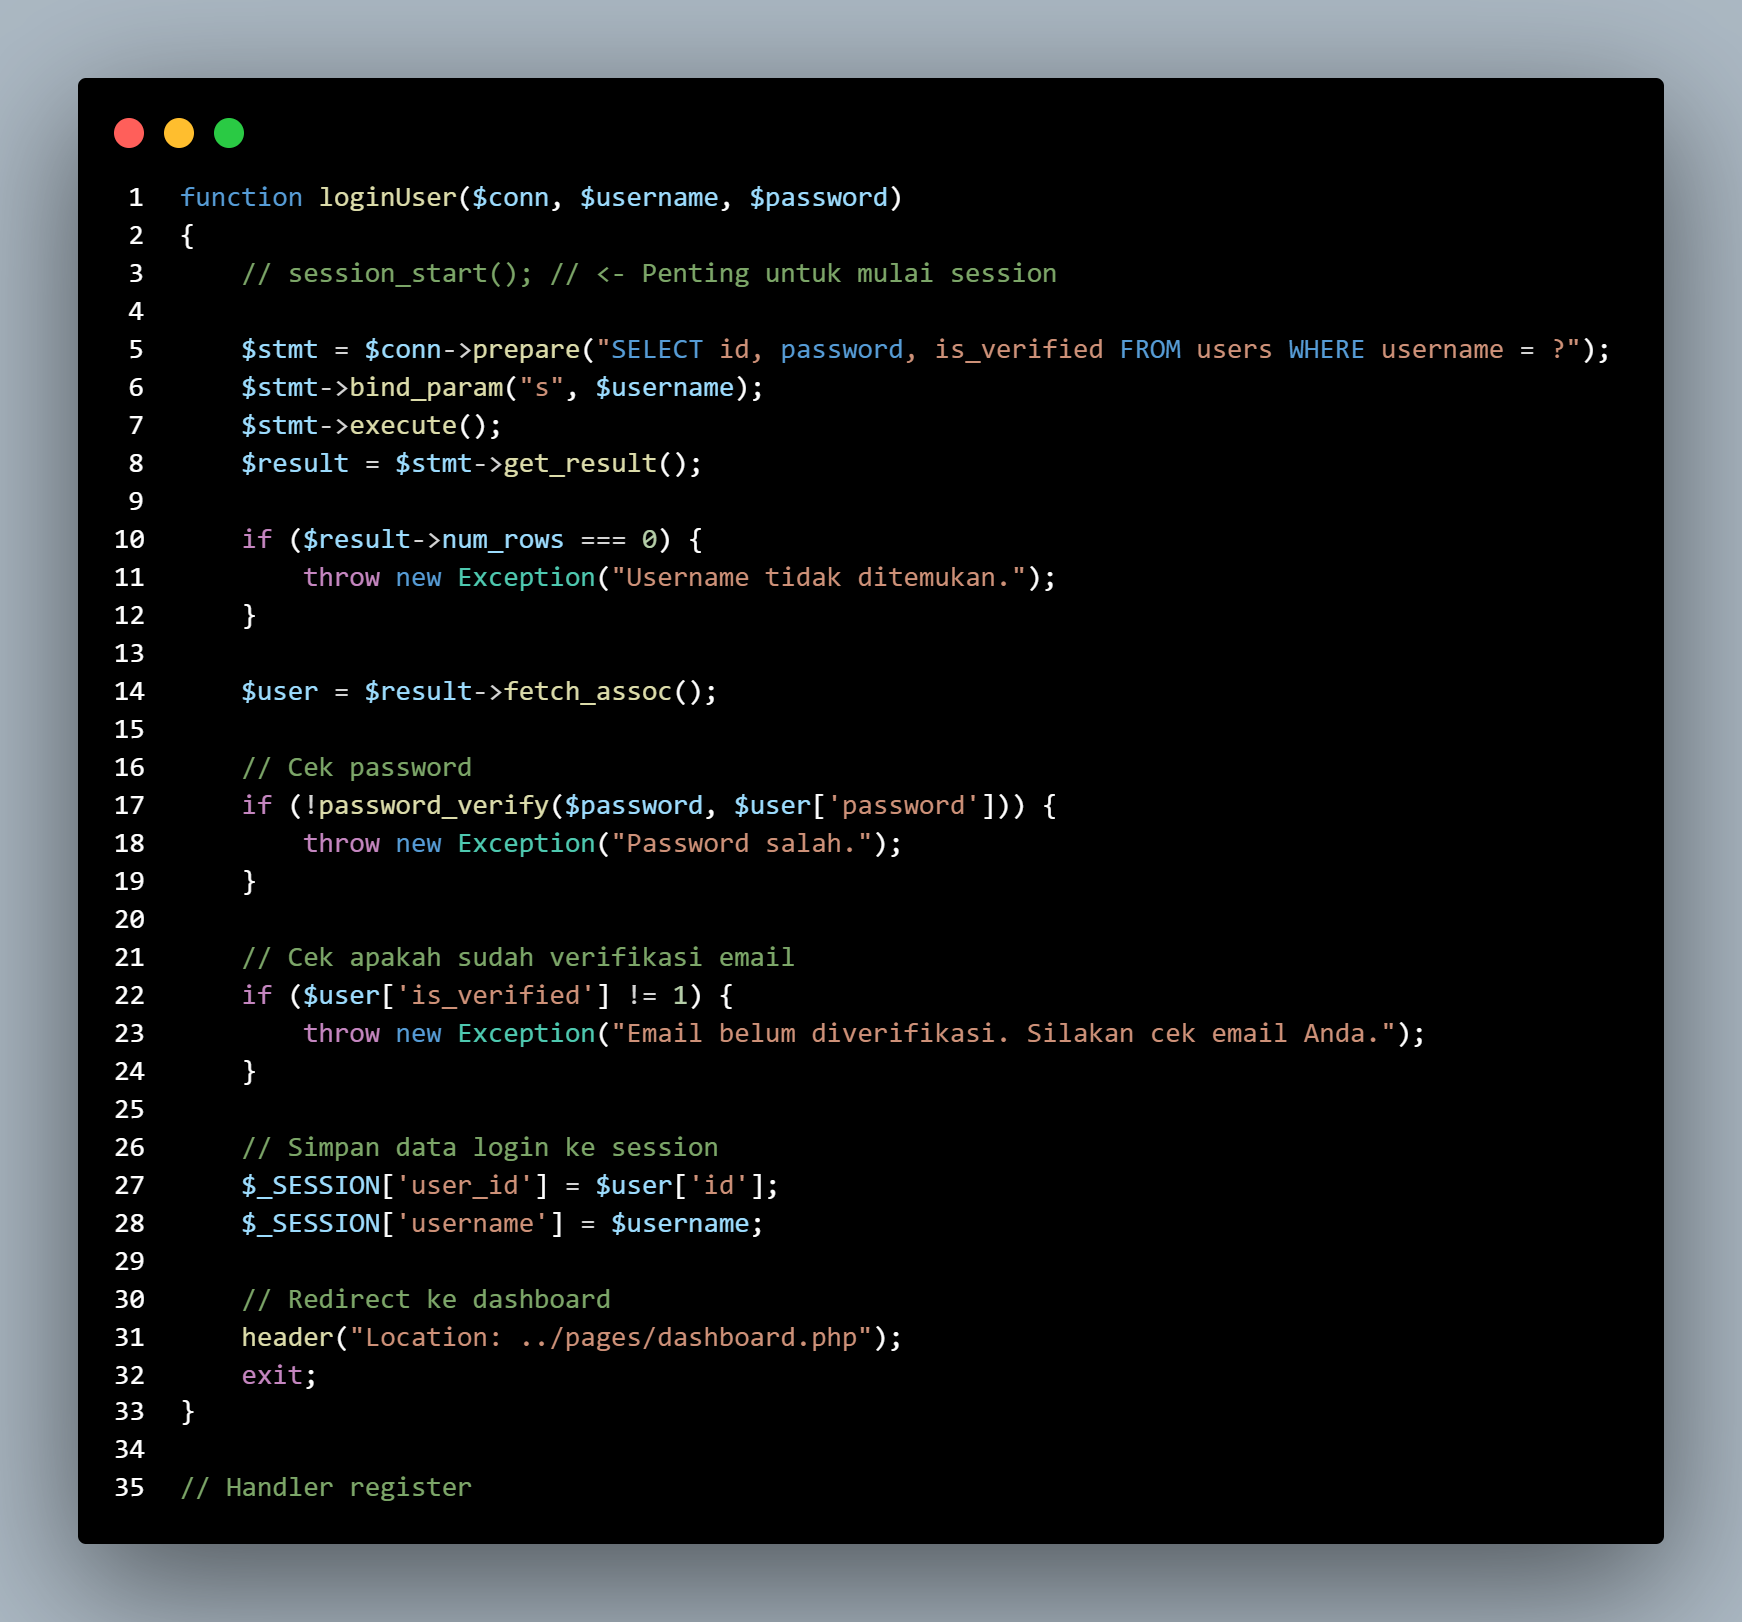 1 function loginUser($conn, $username, $password)
2 {
3     // session_start(); // <- Penting untuk mulai session
4
5     $stmt = $conn->prepare("SELECT id, password, is_verified FROM users WHERE username = ?");
6     $stmt->bind_param("s", $username);
7     $stmt->execute();
8     $result = $stmt->get_result();
9
10     if ($result->num_rows === 0) {
11         throw new Exception("Username tidak ditemukan.");
12     }
13
14     $user = $result->fetch_assoc();
15
16     // Cek password
17     if (!password_verify($password, $user['password'])) {
18         throw new Exception("Password salah.");
19     }
20
21     // Cek apakah sudah verifikasi email
22     if ($user['is_verified'] != 1) {
23         throw new Exception("Email belum diverifikasi. Silakan cek email Anda.");
24     }
25
26     // Simpan data login ke session
27     $_SESSION['user_id'] = $user['id'];
28     $_SESSION['username'] = $username;
29
30     // Redirect ke dashboard
31     header("Location: ../pages/dashboard.php");
32     exit;
33 }
34
35 // Handler register